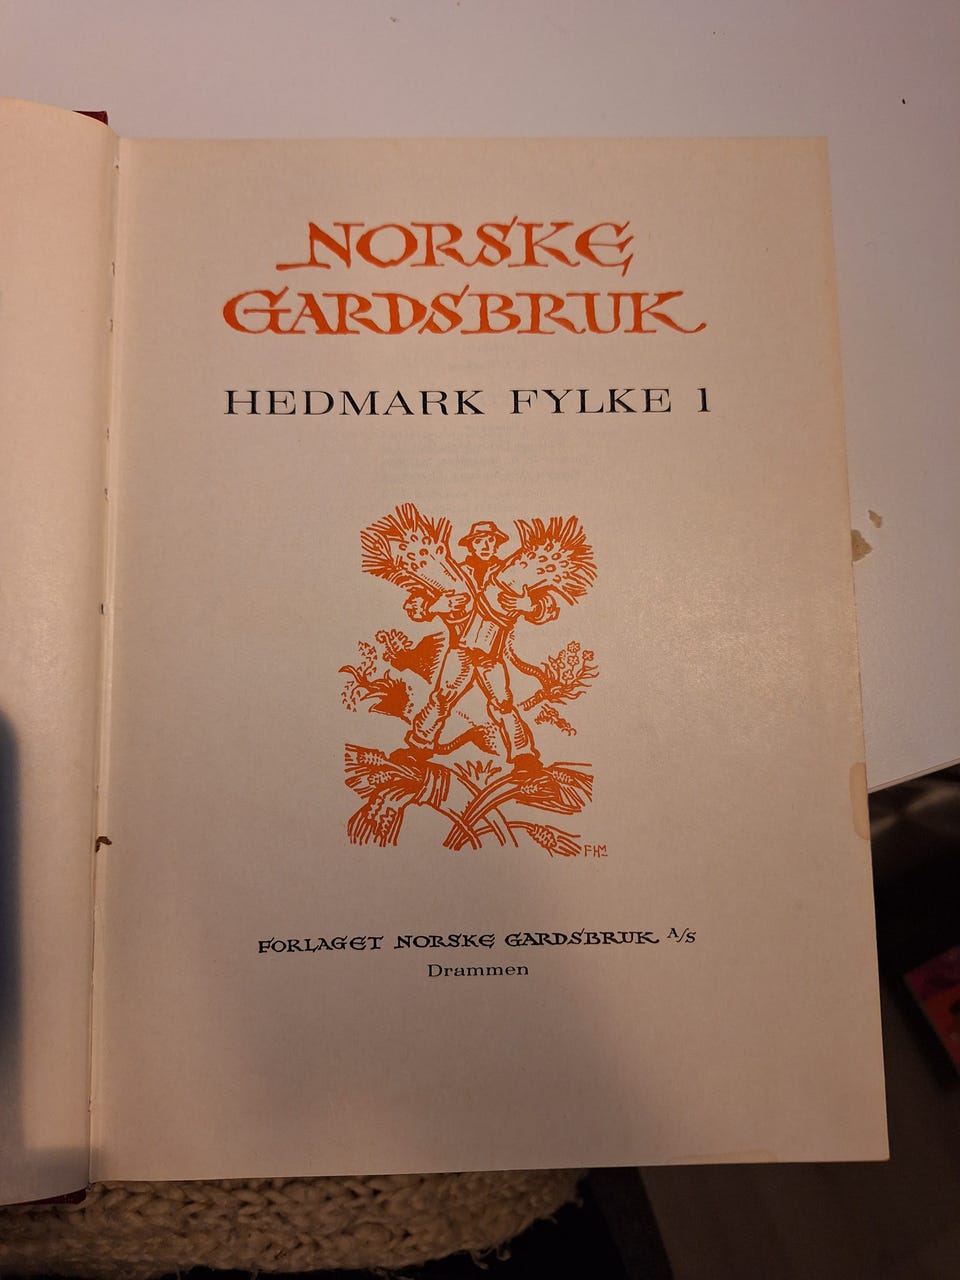 NORSKE
GARDSBRUK
HEDMARK FYLKE 1
FHM
FORLAGET NORSKE GARDSBRUK A/S
Drammen